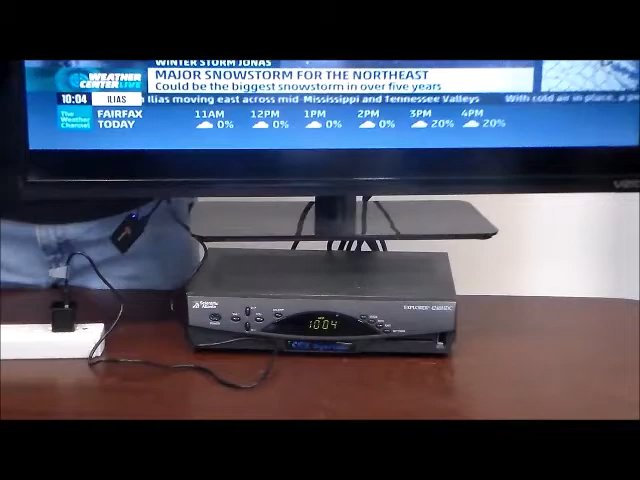 WINTER STORM JONAS
WEATHER
CENTER LIVE
MAJOR SNOWSTORM FOR THE NORTHEAST
Could be the biggest snowstorm in over five years
10:04 ILIAS
Ilias moving east across mid-Mississippi and Tennessee Valleys With cold air in place, a
The
Weather
Channel
FAIRFAX
TODAY
11AM 12PM 1PM 2PM 3PM 4PM
0% 0% 0% 0% 20% 20%
Scientific
Atlanta
EXPLORER
POWER
1004